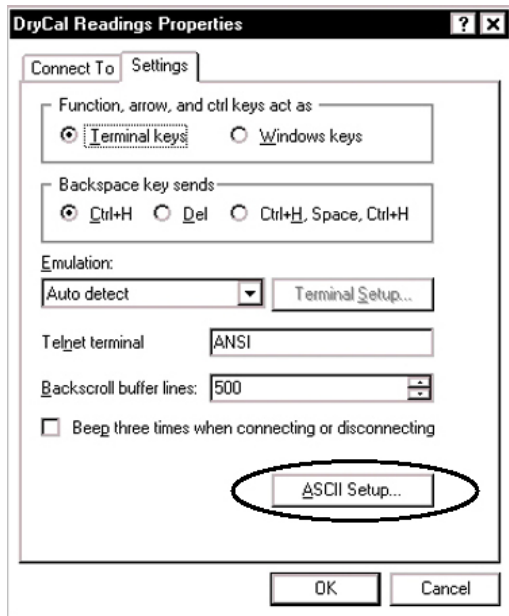 DryCal Readings Properties ? X
Connect To Settings
Function, arrow, and ctrl keys act as
Terminal keys Windows keys
Backspace key sends
Ctrl+H Del Ctrl+H, Space, Ctrl+H
Emulation:
Auto detect Terminal Setup...
Telnet terminal ANSI
Backscroll buffer lines: 500
Beep three times when connecting or disconnecting
ASCII Setup...
OK Cancel